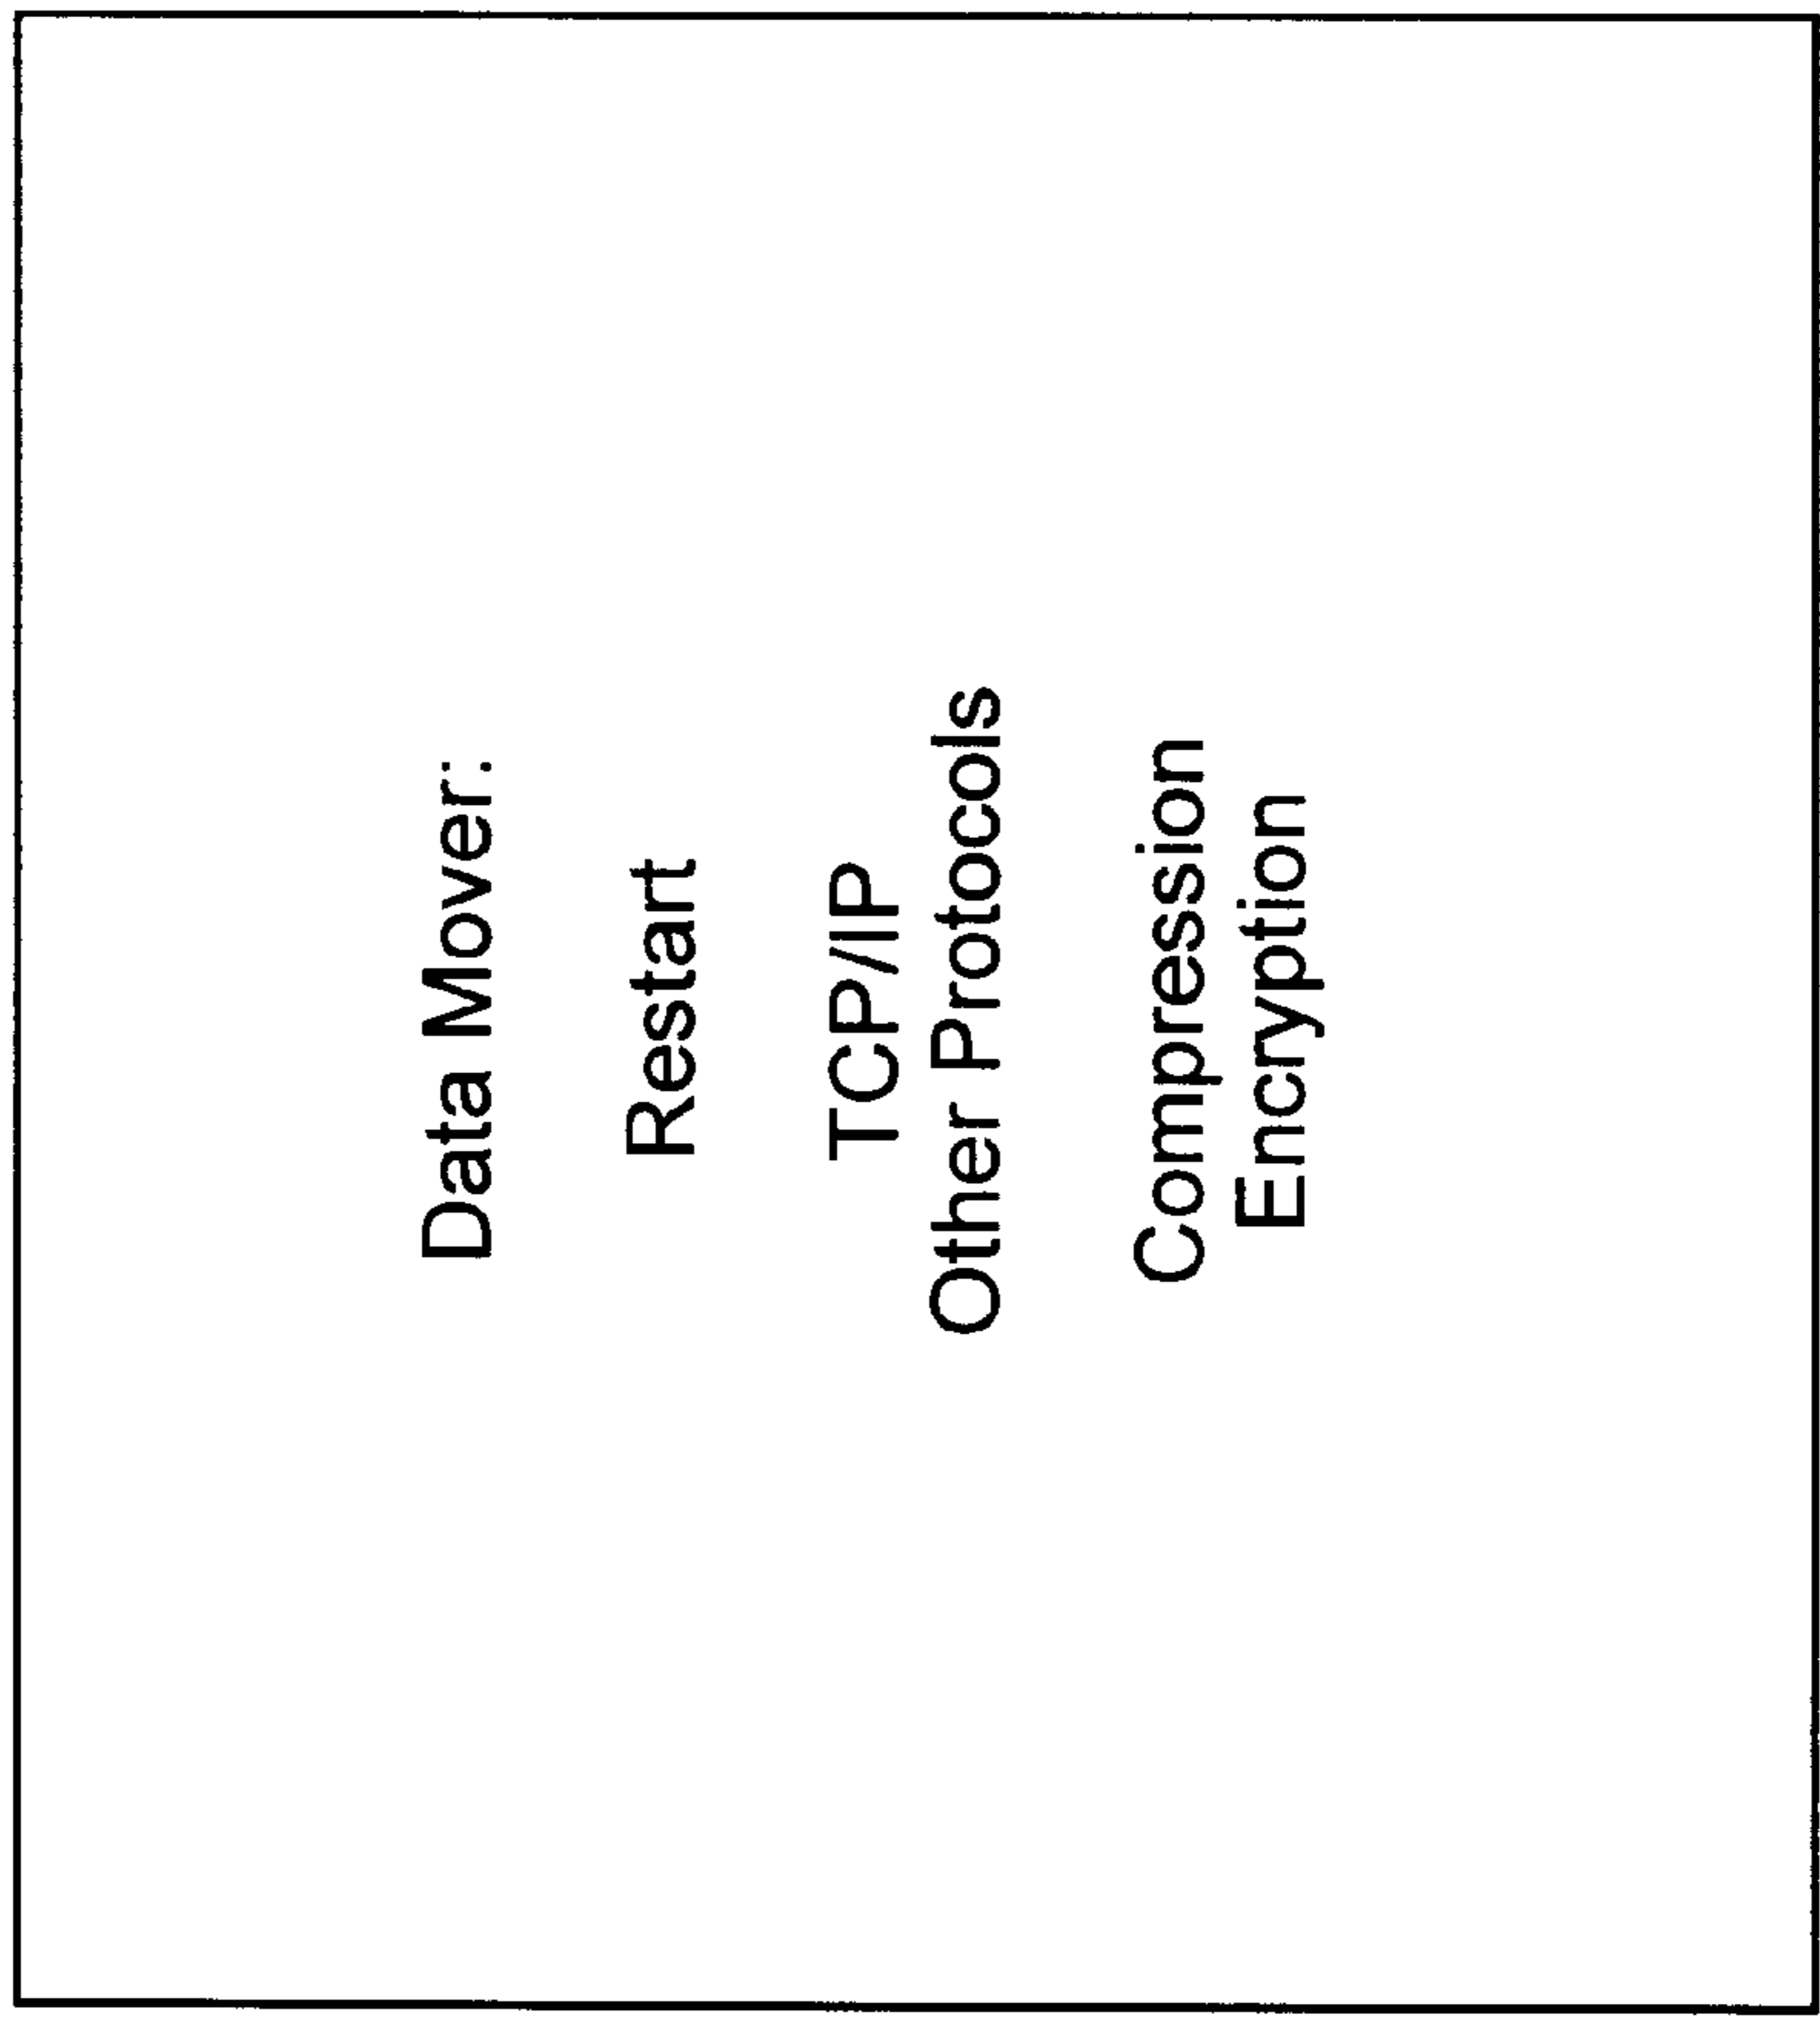 Data Mover:
Restart
TCP/IP
Other Protocols
Compression
Encryption